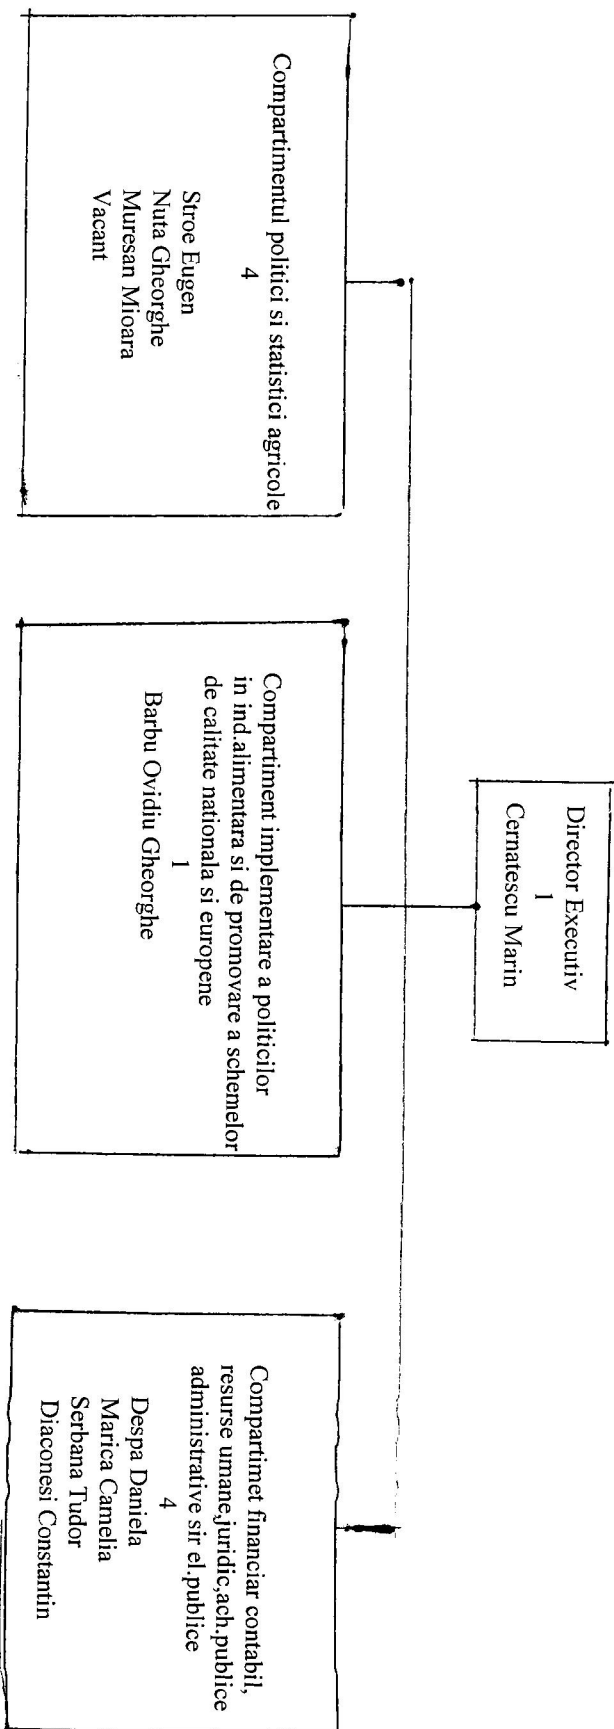 Director Executiv
1
Cernatescu Marin
Compartimentul politici si statistici agricole
4
Stroe Eugen
Nuta Gheorghe
Muresan Mioara
Vacant
Compartiment implementare a politicilor
in ind.alimentara si de promovare a schemelor
de calitate nationala si europene
1
Barbu Ovidiu Gheorghe
Compartimet financiar contabil,
resurse umane,juridic,ach.publice
administrative sir el.publice
4
Despa Daniela
Marica Camelia
Serbana Tudor
Diaconesi Constantin